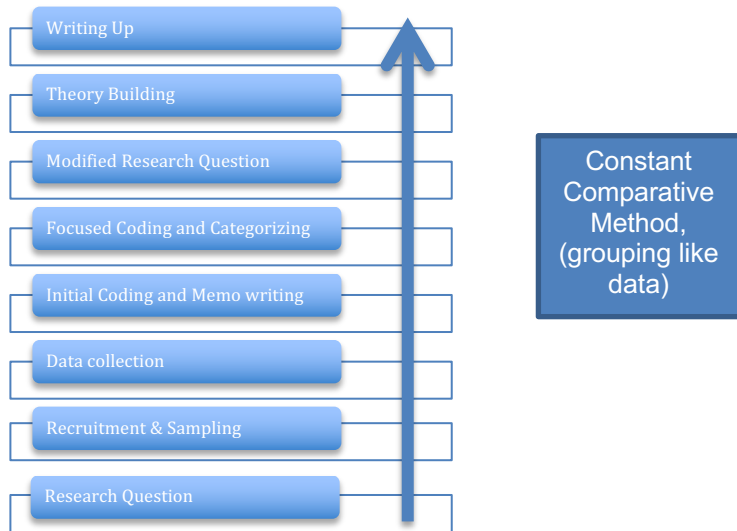 Writing Up
Theory Building
Modified Research Question
Focused Coding and Categorizing
Initial Coding and Memo writing
Data collection
Recruitment & Sampling
Research Question
Constant
Comparative
Method,
(grouping like
data)